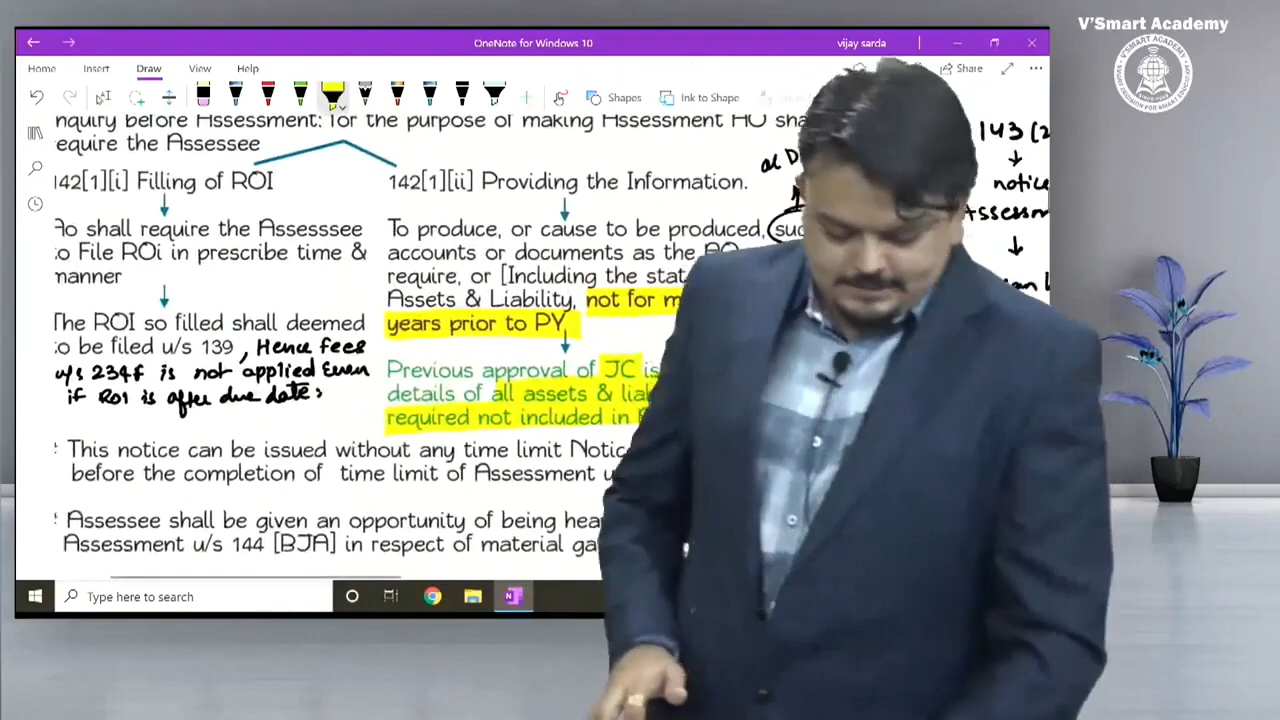 V'Smart Academy
OneNote for Windows 10
vijay sarda
Home Insert Draw View Help
Share
Shapes
Ink to Shape
nquiry before Assessment: for the purpose of making Assessment AO sha
equire the Assessee
142[1][i] Filling of ROI
142[1][ii] Providing the Information.
Ao shall require the Assesssee
to File ROi in prescribe time &
manner
The ROI so filled shall deemed
to be filed u/s 139 , Hence fees
u/s 234f is not applied Even
if ROI is after due date.
To produce, or cause to be produced, suc
accounts or documents as the AO
require, or [Including the stat
Assets & Liability, not for m
years prior to PY,
Previous approval of JC is
details of all assets & liab
required not included in
This notice can be issued without any time limit Notic
before the completion of time limit of Assessment u
Assessee shall be given an opportunity of being hear
Assessment u/s 144 [BJA] in respect of material ga
143(2
notice
Assessm
Type here to search